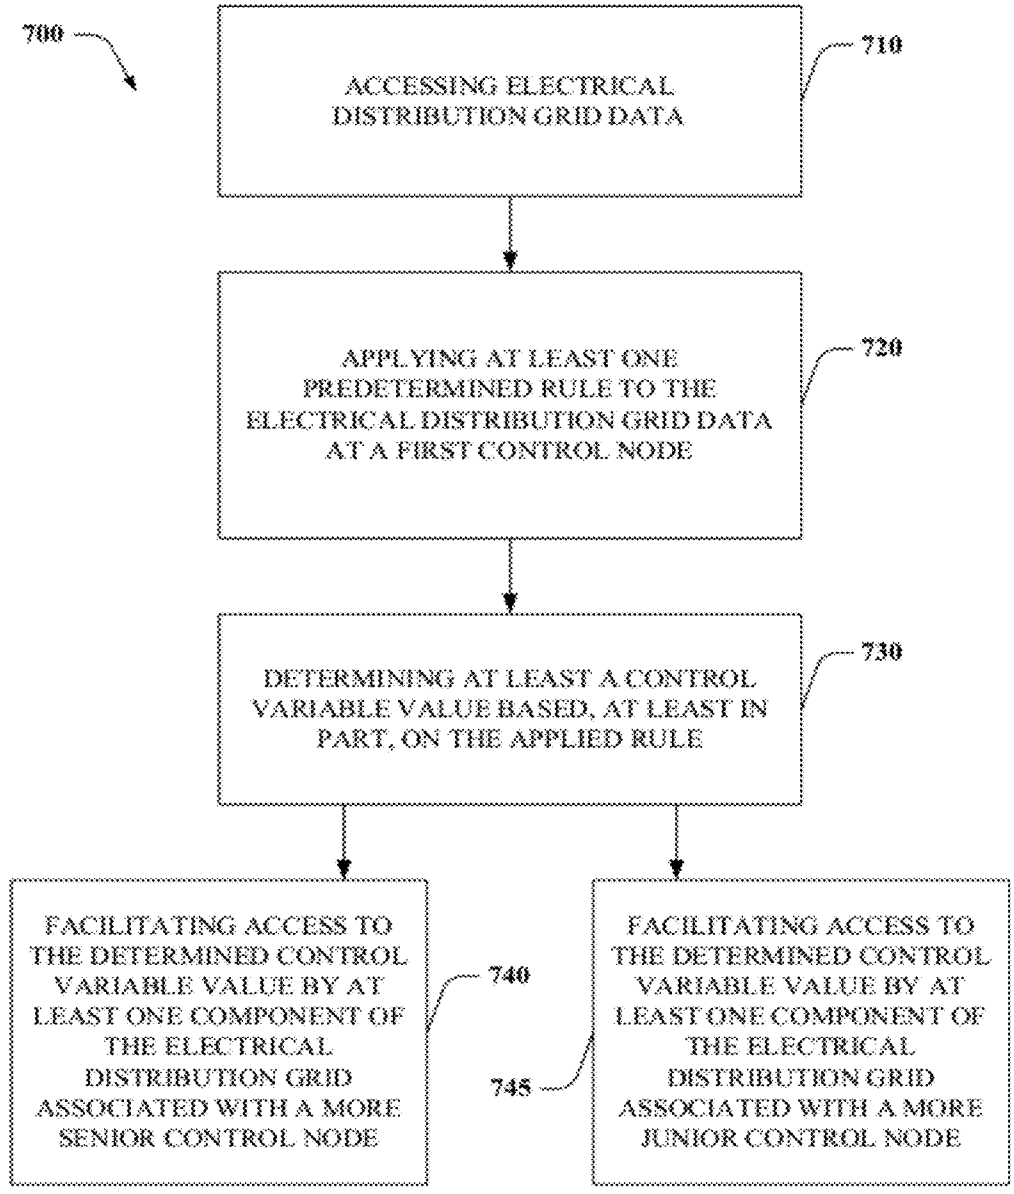 700
710
ACCESSING ELECTRICAL
DISTRIBUTION GRID DATA
720
APPLYING AT LEAST ONE
PREDETERMINED RULE TO THE
ELECTRICAL DISTRIBUTION GRID DATA
AT A FIRST CONTROL NODE
730
DETERMINING AT LEAST A CONTROL
VARIABLE VALUE BASED, AT LEAST IN
PART, ON THE APPLIED RULE
FACILITATING ACCESS TO
THE DETERMINED CONTROL
VARIABLE VALUE BY AT
LEAST ONE COMPONENT OF
THE ELECTRICAL
DISTRIBUTION GRID
ASSOCIATED WITH A MORE
SENIOR CONTROL NODE
740
745
FACILITATING ACCESS TO
THE DETERMINED CONTROL
VARIABLE VALUE BY AT
LEAST ONE COMPONENT OF
THE ELECTRICAL
DISTRIBUTION GRID
ASSOCIATED WITH A MORE
JUNIOR CONTROL NODE